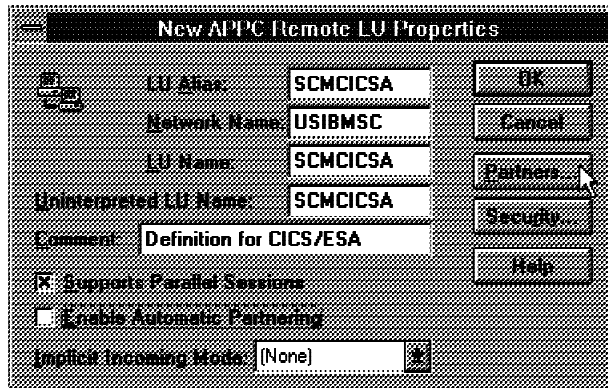 New APPC Remote LU Properties
LU Alias: SCMCICSA
Network Name: USIBMSC
LU Name: SCMCICSA
Uninterpreted LU Name: SCMCICSA
Comment: Definition for CICS/ESA
Supports Parallel Sessions
Enable Automatic Partnering
Implicit Incoming Mode: (None)
OK
Cancel
Partners...
Security...
Help